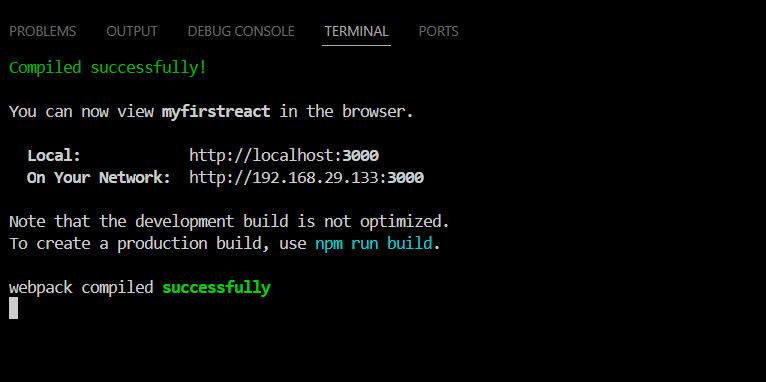 PROBLEMS OUTPUT DEBUG CONSOLE TERMINAL PORTS
Compiled successfully!
You can now view myfirstreact in the browser.
Local: http://localhost:3000
On Your Network: http://192.168.29.133:3000
Note that the development build is not optimized.
To create a production build, use npm run build.
webpack compiled successfully